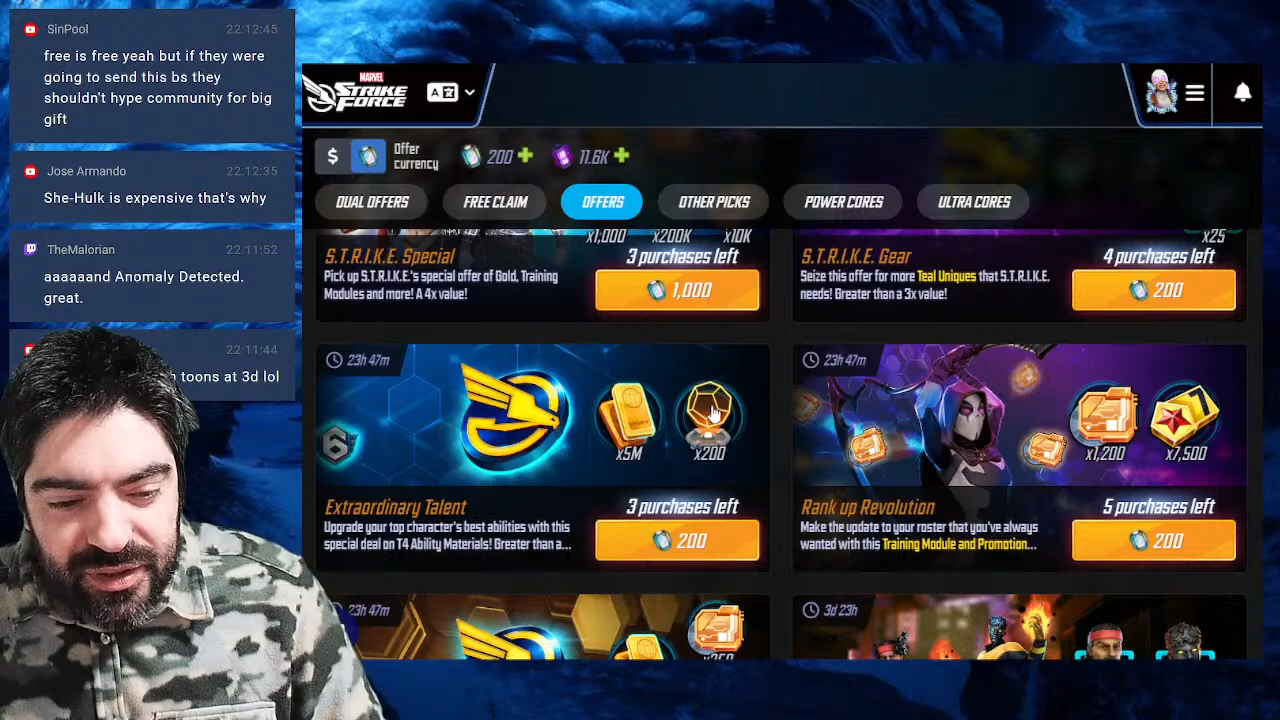 SinPool 22:12:45
free is free yeah but if they were
going to send this bs they
shouldn't hype community for big
gift
Jose Armando 22:12:35
She-Hulk is expensive that's why
TheMalorian 22:11:52
aaaaaand Anomaly Detected.
great.
22:11:44
toons at 3d lol
MARVEL
STRIKE
FORCE
A
$
Offer
currency
200
11.6K
DUAL OFFERS
FREE CLAIM
OFFERS
OTHER PICKS
POWER CORES
ULTRA CORES
x1,000 x200K x10K
x25
S.T.R.I.K.E. Special
3 purchases left
Pick up S.T.R.I.K.E.'s special offer of Gold, Training
Modules and more! A 4x value!
1,000
S.T.R.I.K.E. Gear
4 purchases left
Seize this offer for more Teal Uniques that S.T.R.I.K.E.
needs! Greater than a 3x value!
200
23h 47m
6
x5M x200
Extraordinary Talent
3 purchases left
Upgrade your top character's best abilities with this
special deal on T4 Ability Materials! Greater than a...
200
23h 47m
x1,200 x7,500
Rank up Revolution
5 purchases left
Make the update to your roster that you've always
wanted with this Training Module and Promotion...
200
23h 47m
3d 23h